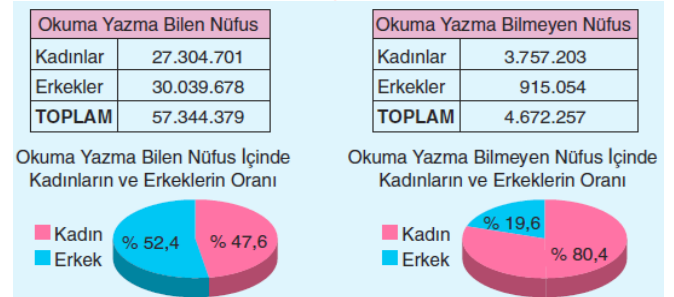 Okuma Yazma Bilen Nüfus
Kadınlar 27.304.701
Erkekler 30.039.678
TOPLAM 57.344.379
Okuma Yazma Bilen Nüfus İçinde
Kadınların ve Erkeklerin Oranı
Kadın
Erkek
% 52,4
% 47,6
Okuma Yazma Bilmeyen Nüfus
Kadınlar 3.757.203
Erkekler 915.054
TOPLAM 4.672.257
Okuma Yazma Bilmeyen Nüfus İçinde
Kadınların ve Erkeklerin Oranı
Kadın
Erkek
% 19,6
% 80,4